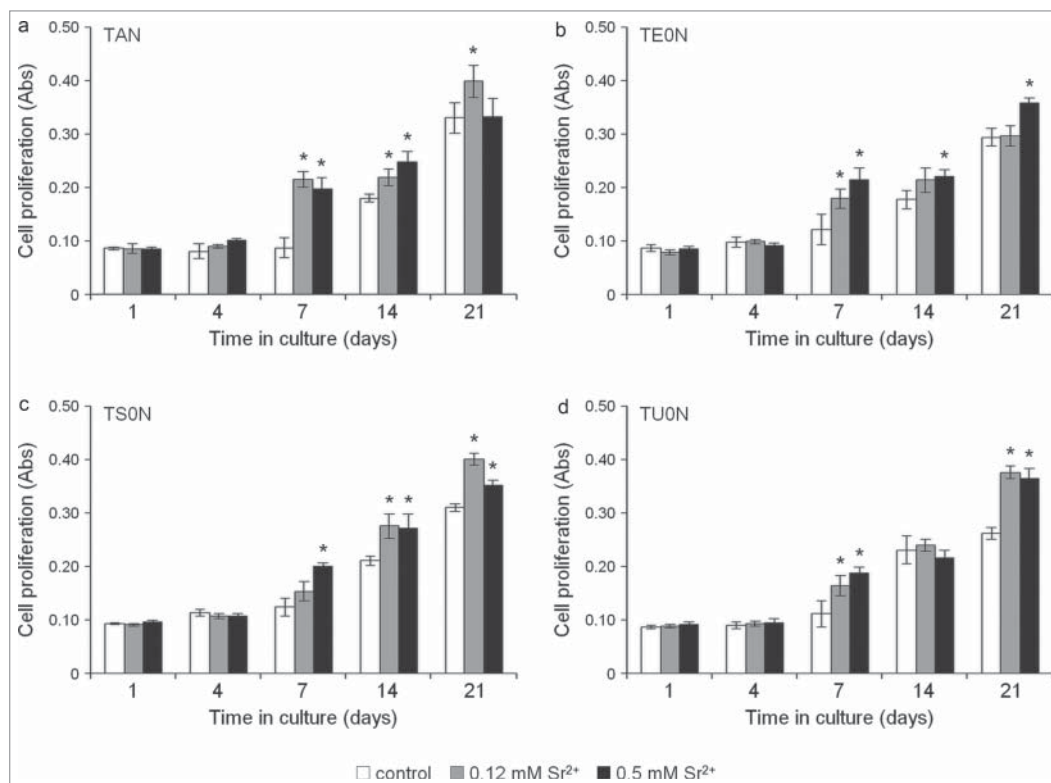 a
TAN
0.50
0.40
0.30
0.20
0.10
0
Cell proliferation (Abs)
* * * * *
1 4 7 14 21
Time in culture (days)
b
TE0N
0.50
0.40
0.30
0.20
0.10
0
Cell proliferation (Abs)
* * * *
1 4 7 14 21
Time in culture (days)
c
TS0N
0.50
0.40
0.30
0.20
0.10
0
Cell proliferation (Abs)
* * * * *
1 4 7 14 21
Time in culture (days)
d
TU0N
0.50
0.40
0.30
0.20
0.10
0
Cell proliferation (Abs)
* * * *
1 4 7 14 21
Time in culture (days)
control 0.12 mM Sr²⁺ 0.5 mM Sr²⁺